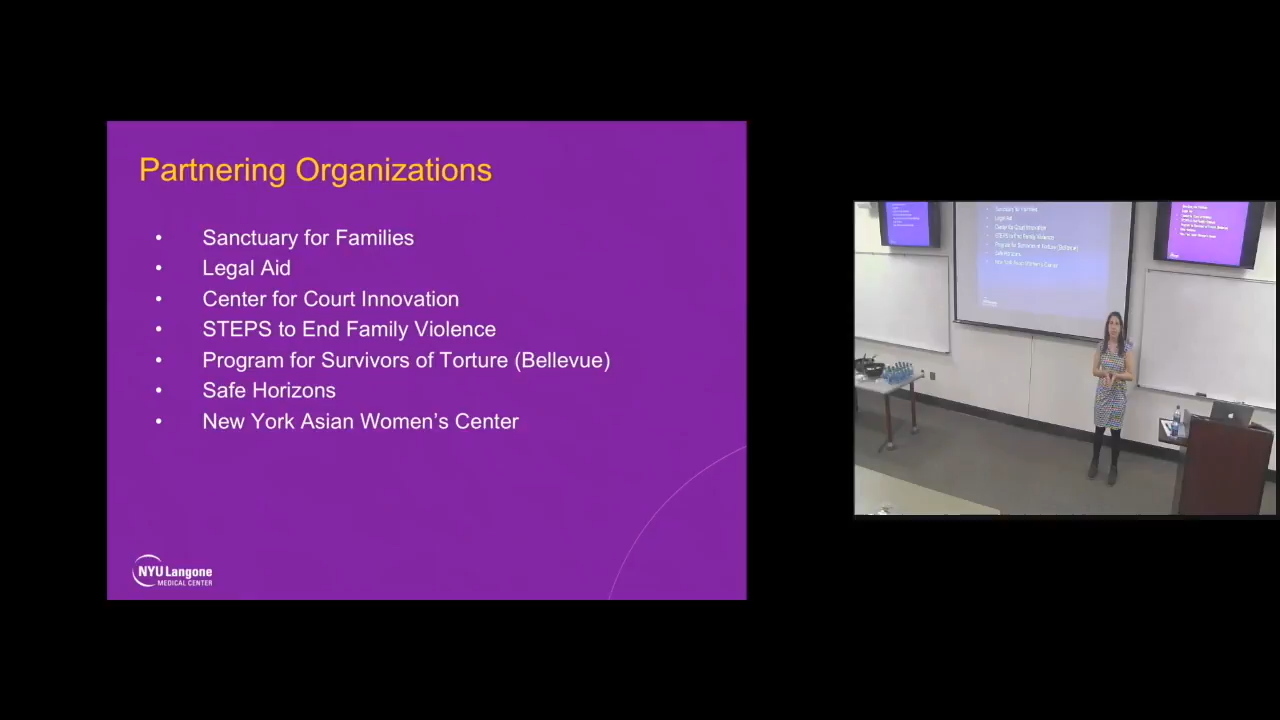 Partnering Organizations
• Sanctuary for Families
• Legal Aid
• Center for Court Innovation
• STEPS to End Family Violence
• Program for Survivors of Torture (Bellevue)
• Safe Horizons
• New York Asian Women's Center
NYU Langone
MEDICAL CENTER